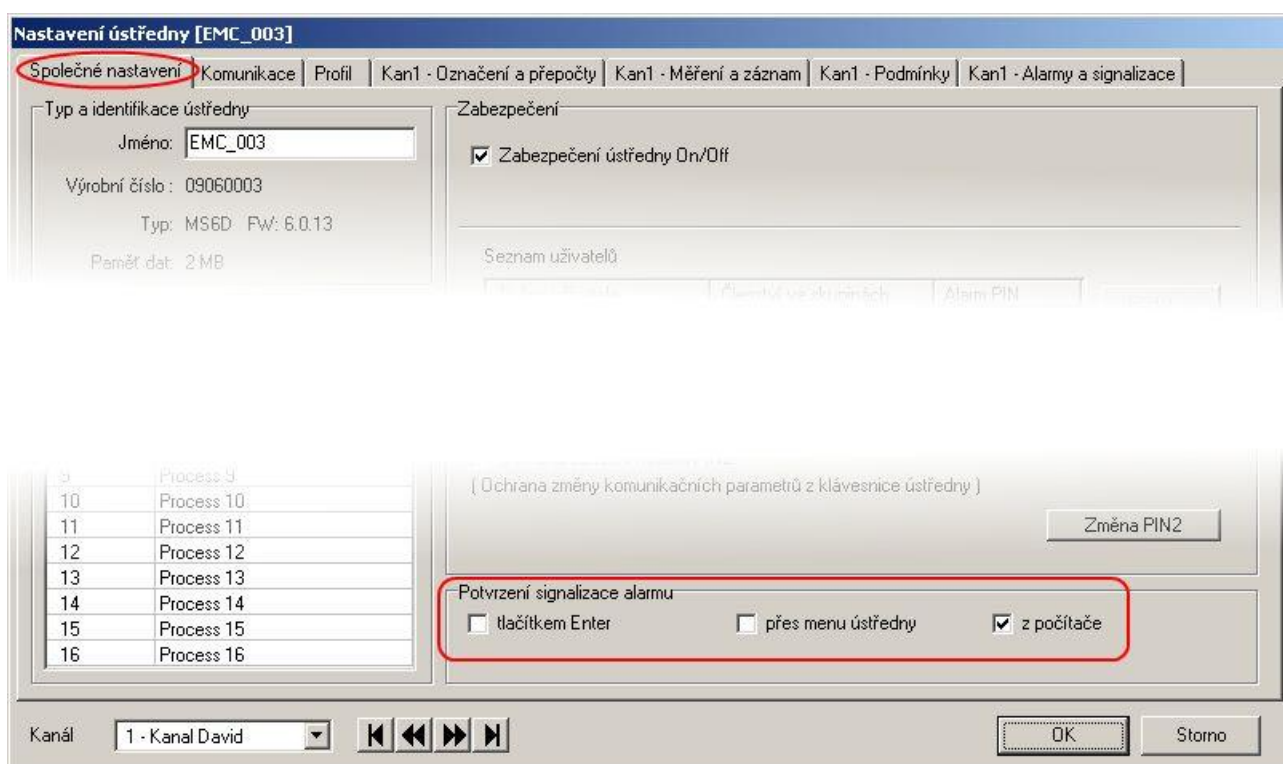 Nastavení ústředny [EMC_003]
Společné nastavení Komunikace Profil Kan1 - Označení a přepočty Kan1 - Měření a záznam Kan1 - Podmínky Kan1 - Alarmy a signalizace
Typ a identifikace ústředny
Jméno: EMC_003
Výrobní číslo : 09060003
Typ: MS6D FW: 6.0.13
Paměť dat: 2 MB
Zabezpečení
Zabezpečení ústředny On/Off
Seznam uživatelů
Členství ve skupinách Alarm PIN
9 Process 9
10 Process 10
11 Process 11
12 Process 12
13 Process 13
14 Process 14
15 Process 15
16 Process 16
( Ochrana změny komunikačních parametrů z klávesnice ústředny )
Změna PIN2
Potvrzení signalizace alarmu
tlačítkem Enter přes menu ústředny z počítače
Kanál 1 - Kanal David
OK Storno